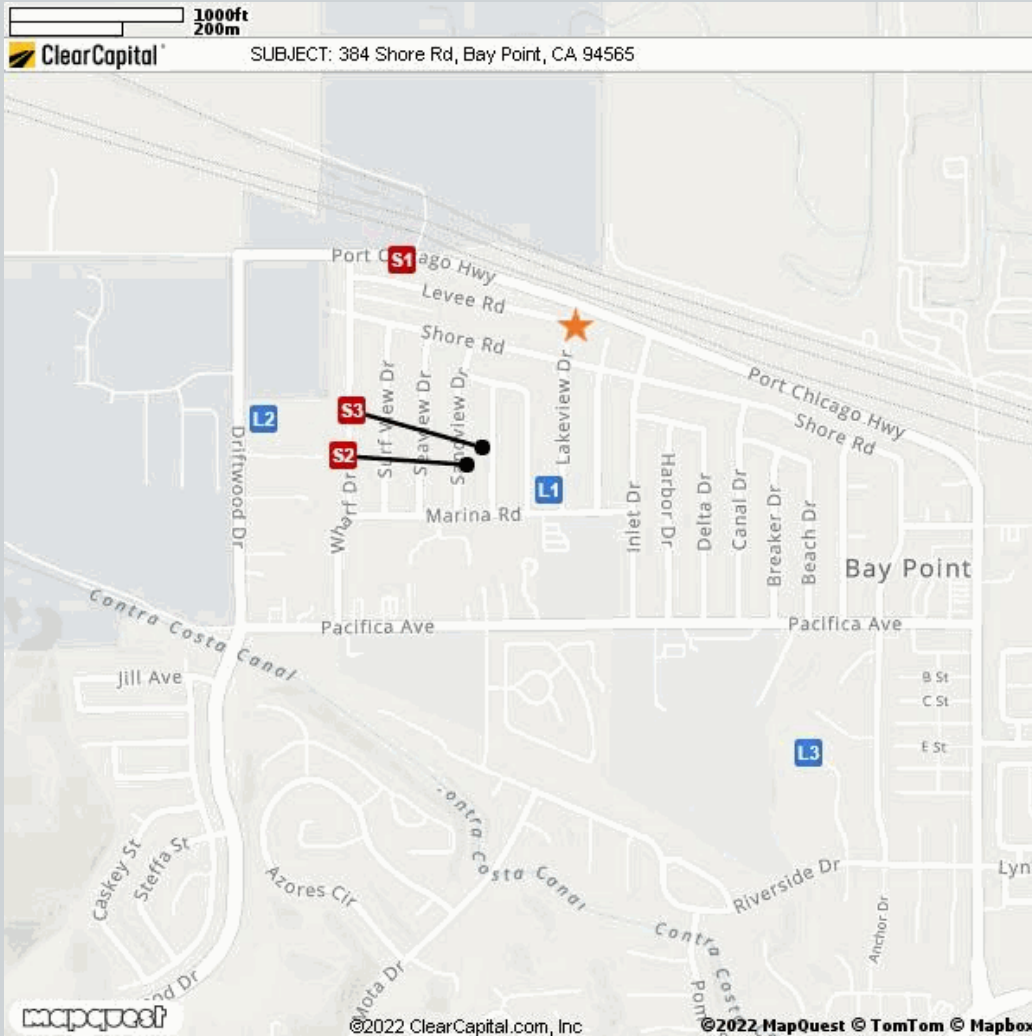 1000ft
200m
ClearCapital
SUBJECT: 384 Shore Rd, Bay Point, CA 94565
Port Chicago Hwy
S1
Levee Rd
Shore Rd
Port Chicago Hwy
Shore Rd
L2
S3
S2
Driftwood Dr
Wharf Dr
Surf View Dr
Seaview Dr
Sandview Dr
Lakeview Dr
L1
Marina Rd
Inlet Dr
Harbor Dr
Delta Dr
Canal Dr
Breaker Dr
Beach Dr
Bay Point
Pacifica Ave
Pacifica Ave
Contra Costa Canal
Jill Ave
B St
C St
E St
L3
Contra Costa Canal
Caskey St
Steffa St
Azores Cir
Riverside Dr
Lyn
Anchor Dr
Contra Costa
Mota Dr
Dr
mapquest
©2022 ClearCapital.com, Inc
©2022 MapQuest © TomTom © Mapbox